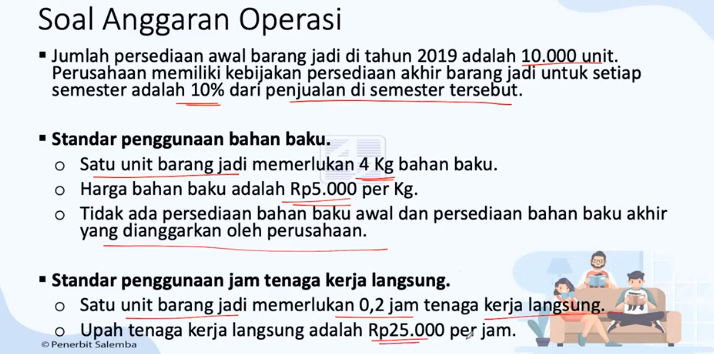 Soal Anggaran Operasi
▪ Jumlah persediaan awal barang jadi di tahun 2019 adalah 10.000 unit.
Perusahaan memiliki kebijakan persediaan akhir barang jadi untuk setiap
semester adalah 10% dari penjualan di semester tersebut.
▪ Standar penggunaan bahan baku.
o Satu unit barang jadi memerlukan 4 Kg bahan baku.
o Harga bahan baku adalah Rp5.000 per Kg.
o Tidak ada persediaan bahan baku awal dan persediaan bahan baku akhir
yang dianggarkan oleh perusahaan.
▪ Standar penggunaan jam tenaga kerja langsung.
o Satu unit barang jadi memerlukan 0,2 jam tenaga kerja langsung.
o Upah tenaga kerja langsung adalah Rp25.000 per jam.
© Penerbit Salemba